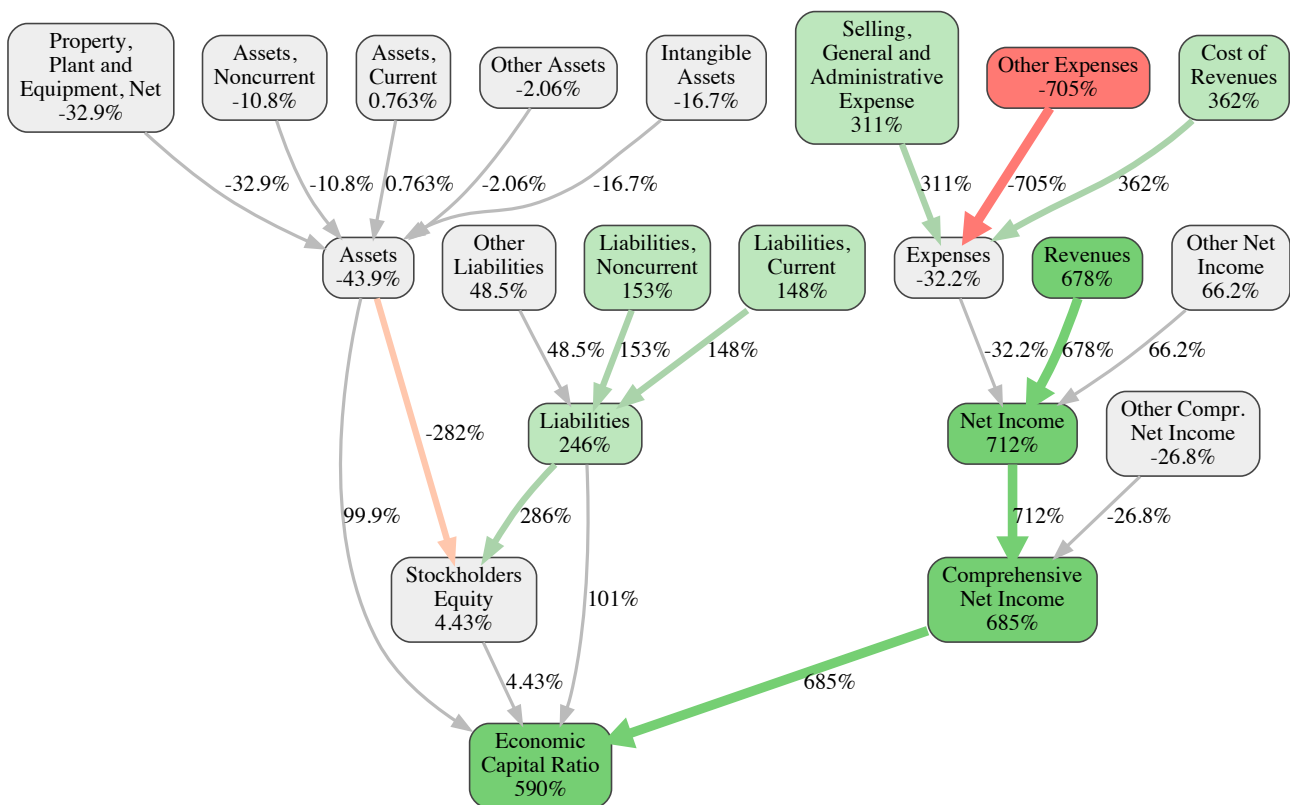 Property,
Plant and
Equipment, Net
-32.9%
Assets,
Noncurrent
-10.8%
Assets,
Current
0.763%
Other Assets
-2.06%
Intangible
Assets
-16.7%
Selling,
General and
Administrative
Expense
311%
Other Expenses
-705%
Cost of
Revenues
362%
-32.9%
-10.8%
0.763%
-2.06%
-16.7%
311%
-705%
362%
Assets
-43.9%
Other
Liabilities
48.5%
Liabilities,
Noncurrent
153%
Liabilities,
Current
148%
Expenses
-32.2%
Revenues
678%
Other Net
Income
66.2%
48.5%
153%
148%
-32.2%
678%
66.2%
-282%
Liabilities
246%
Net Income
712%
Other Compr.
Net Income
-26.8%
99.9%
286%
712%
-26.8%
Stockholders
Equity
4.43%
101%
Comprehensive
Net Income
685%
4.43%
685%
Economic
Capital Ratio
590%